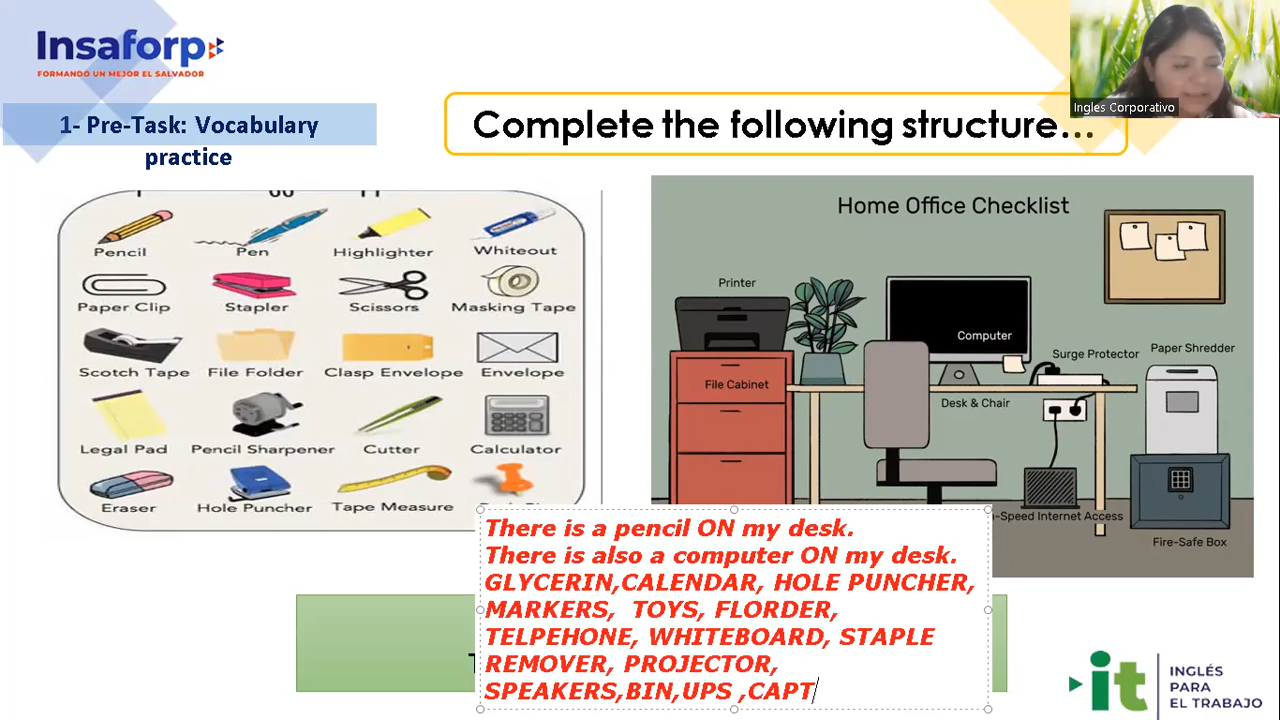 Insaforp
FORMANDO UN MEJOR EL SALVADOR
1- Pre-Task: Vocabulary
practice
Complete the following structure...
Ingles Corporativo
Pencil
Pen
Highlighter
Whiteout
Paper Clip
Stapler
Scissors
Masking Tape
Scotch Tape
File Folder
Clasp Envelope
Envelope
Legal Pad
Pencil Sharpener
Cutter
Calculator
Eraser
Hole Puncher
Tape Measure
Home Office Checklist
Printer
Computer
Surge Protector
Paper Shredder
File Cabinet
Desk & Chair
-Speed Internet Access
Fire-Safe Box
There is a pencil ON my desk.
There is also a computer ON my desk.
GLYCERIN,CALENDAR, HOLE PUNCHER,
MARKERS, TOYS, FLORDER,
TELPEHONE, WHITEBOARD, STAPLE
REMOVER, PROJECTOR,
SPEAKERS,BIN,UPS ,CAPT
it
INGLÉS
PARA
EL TRABAJO